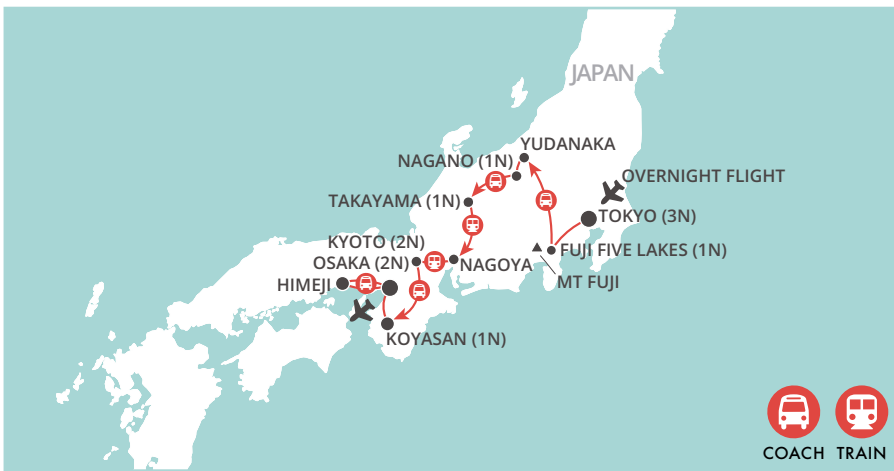 JAPAN
YUDANAKA
NAGANO (1N)
OVERNIGHT FLIGHT
TAKAYAMA (1N)
TOKYO (3N)
KYOTO (2N)
FUJI FIVE LAKES (1N)
OSAKA (2N)
NAGOYA
MT FUJI
HIMEJI
KOYASAN (1N)
COACH TRAIN